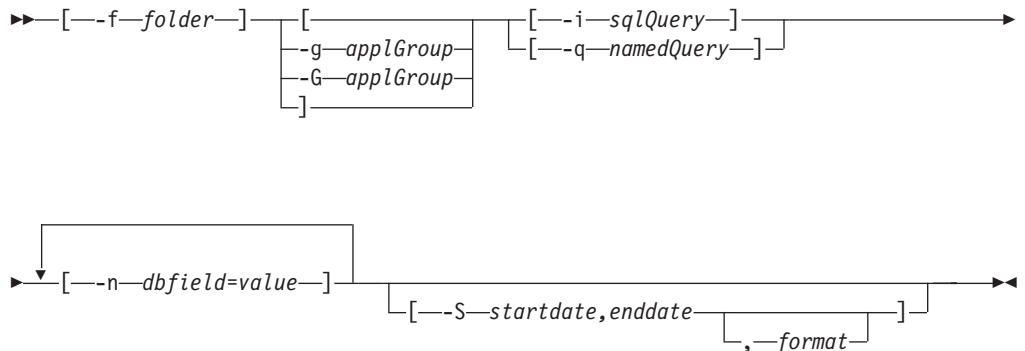 [ -f folder ] [ [ -i sqlQuery ]
-g applGroup [ -q namedQuery ]
-G applGroup
]
[ -n dbfield=value ]
[ -S startdate,enddate ]
, format